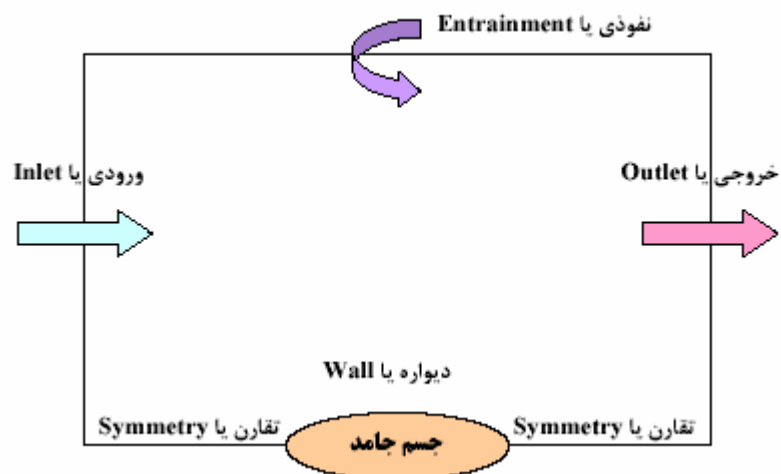 نفوذی یا Entrainment
ورودی یا Inlet
خروجی یا Outlet
دیواره یا Wall
تقارن یا Symmetry
جسم جامد
تقارن یا Symmetry